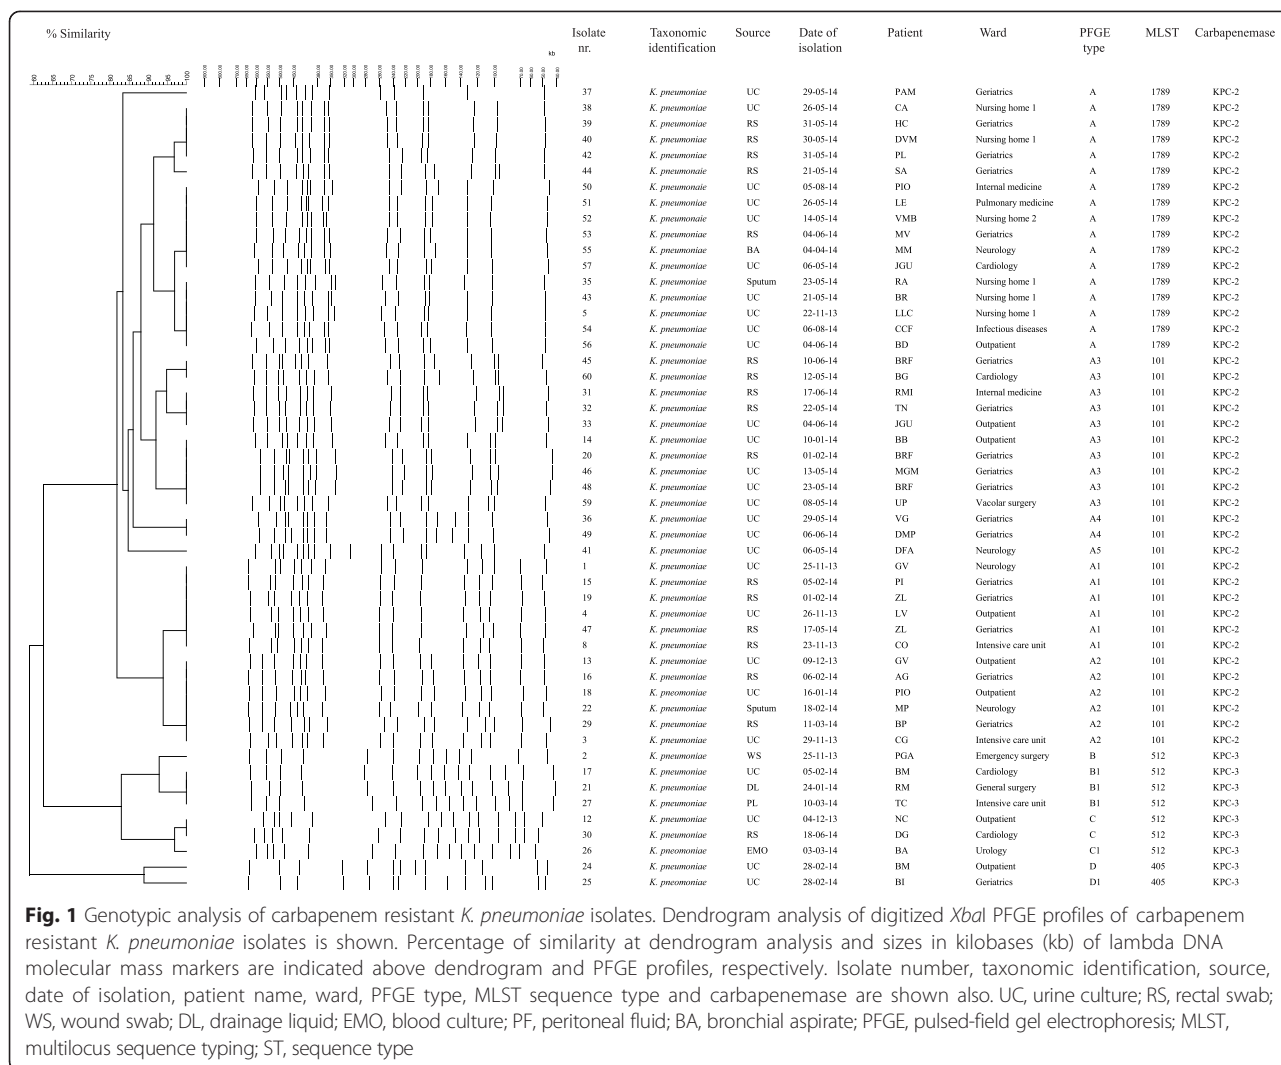 % Similarity
Isolate nr. Taxonomic identification Source Date of isolation Patient Ward PFGE type MLST Carbapenemase
kb
60 65 70 75 80 85 90 95 100
37 K. pneumoniae UC 29-05-14 PAM Geriatrics A 1789 KPC-2
38 K. pneumoniae UC 26-05-14 CA Nursing home 1 A 1789 KPC-2
39 K. pneumoniae RS 31-05-14 HC Geriatrics A 1789 KPC-2
40 K. pneumoniae RS 30-05-14 DVM Nursing home 1 A 1789 KPC-2
42 K. pneumoniae RS 31-05-14 PL Geriatrics A 1789 KPC-2
44 K. pneumonaie RS 21-05-14 SA Geriatrics A 1789 KPC-2
50 K. pneumonaie UC 05-08-14 PIO Internal medicine A 1789 KPC-2
51 K. pneumoniae UC 26-05-14 LE Pulmonary medicine A 1789 KPC-2
52 K. pneumonaie UC 14-05-14 VMB Nursing home 2 A 1789 KPC-2
53 K. pneumoniae RS 04-06-14 MV Geriatrics A 1789 KPC-2
55 K. pneumoniae BA 04-04-14 MM Neurology A 1789 KPC-2
57 K. pneumoniae UC 06-05-14 JGU Cardiology A 1789 KPC-2
35 K. pneumoniae Sputum 23-05-14 RA Nursing home 1 A 1789 KPC-2
43 K. pneumoniae UC 21-05-14 BR Nursing home 1 A 1789 KPC-2
5 K. pneumoniae UC 22-11-13 LLC Nursing home 1 A 1789 KPC-2
54 K. pneumoniae UC 06-08-14 CCF Infectious diseases A 1789 KPC-2
56 K. pneumonaie UC 04-06-14 BD Outpatient A 1789 KPC-2
45 K. pneumoniae RS 10-06-14 BRF Geriatrics A3 101 KPC-2
60 K. pneumoniae RS 12-05-14 BG Cardiology A3 101 KPC-2
31 K. pneumoniae RS 17-06-14 RMI Internal medicine A3 101 KPC-2
32 K. pneumoniae RS 22-05-14 TN Geriatrics A3 101 KPC-2
33 K. pneumoniae UC 04-06-14 JGU Outpatient A3 101 KPC-2
14 K. pneumoniae UC 10-01-14 BB Outpatient A3 101 KPC-2
20 K. pneumoniae RS 01-02-14 BRF Geriatrics A3 101 KPC-2
46 K. pneumoniae UC 13-05-14 MGM Geriatrics A3 101 KPC-2
48 K. pneumoniae UC 23-05-14 BRF Geriatrics A3 101 KPC-2
59 K. pneumoniae UC 08-05-14 UP Vacolar surgery A3 101 KPC-2
36 K. pneumoniae UC 29-05-14 VG Geriatrics A4 101 KPC-2
49 K. pneumoniae UC 06-06-14 DMP Geriatrics A4 101 KPC-2
41 K. pneumoniae UC 06-05-14 DFA Neurology A5 101 KPC-2
1 K. pneumoniae UC 25-11-13 GV Neurology A1 101 KPC-2
15 K. pneumoniae RS 05-02-14 PI Geriatrics A1 101 KPC-2
19 K. pneumoniae RS 01-02-14 ZL Geriatrics A1 101 KPC-2
4 K. pneumoniae UC 26-11-13 LV Outpatient A1 101 KPC-2
47 K. pneumoniae RS 17-05-14 ZL Geriatrics A1 101 KPC-2
8 K. pneumoniae RS 23-11-13 CO Intensive care unit A1 101 KPC-2
13 K. pneumoniae UC 09-12-13 GV Outpatient A2 101 KPC-2
16 K. pneumoniae RS 06-02-14 AG Geriatrics A2 101 KPC-2
18 K. pneomoniae UC 16-01-14 PIO Outpatient A2 101 KPC-2
22 K. pneumoniae Sputum 18-02-14 MP Neurology A2 101 KPC-2
29 K. pneumoniae RS 11-03-14 BP Geriatrics A2 101 KPC-2
3 K. pneumoniae UC 29-11-13 CG Intensive care unit A2 101 KPC-2
2 K. pneumoniae WS 25-11-13 PGA Emergency surgery B 512 KPC-3
17 K. pneumoniae UC 05-02-14 BM Cardiology B1 512 KPC-3
21 K. pneumoniae DL 24-01-14 RM General surgery B1 512 KPC-3
27 K. pneumoniae PL 10-03-14 TC Intensive care unit B1 512 KPC-3
12 K. pneumoniae UC 04-12-13 NC Outpatient C 512 KPC-3
30 K. pneumoniae RS 18-06-14 DG Cardiology C 512 KPC-3
26 K. pneomoniae EMO 03-03-14 BA Urology C1 512 KPC-3
24 K. pneumoniae UC 28-02-14 BM Outpatient D 405 KPC-3
25 K. pneomoniae UC 28-02-14 BI Geriatrics D1 405 KPC-3
Fig. 1 Genotypic analysis of carbapenem resistant K. pneumoniae isolates. Dendrogram analysis of digitized XbaI PFGE profiles of carbapenem
resistant K. pneumoniae isolates is shown. Percentage of similarity at dendrogram analysis and sizes in kilobases (kb) of lambda DNA
molecular mass markers are indicated above dendrogram and PFGE profiles, respectively. Isolate number, taxonomic identification, source,
date of isolation, patient name, ward, PFGE type, MLST sequence type and carbapenemase are shown also. UC, urine culture; RS, rectal swab;
WS, wound swab; DL, drainage liquid; EMO, blood culture; PF, peritoneal fluid; BA, bronchial aspirate; PFGE, pulsed-field gel electrophoresis; MLST,
multilocus sequence typing; ST, sequence type